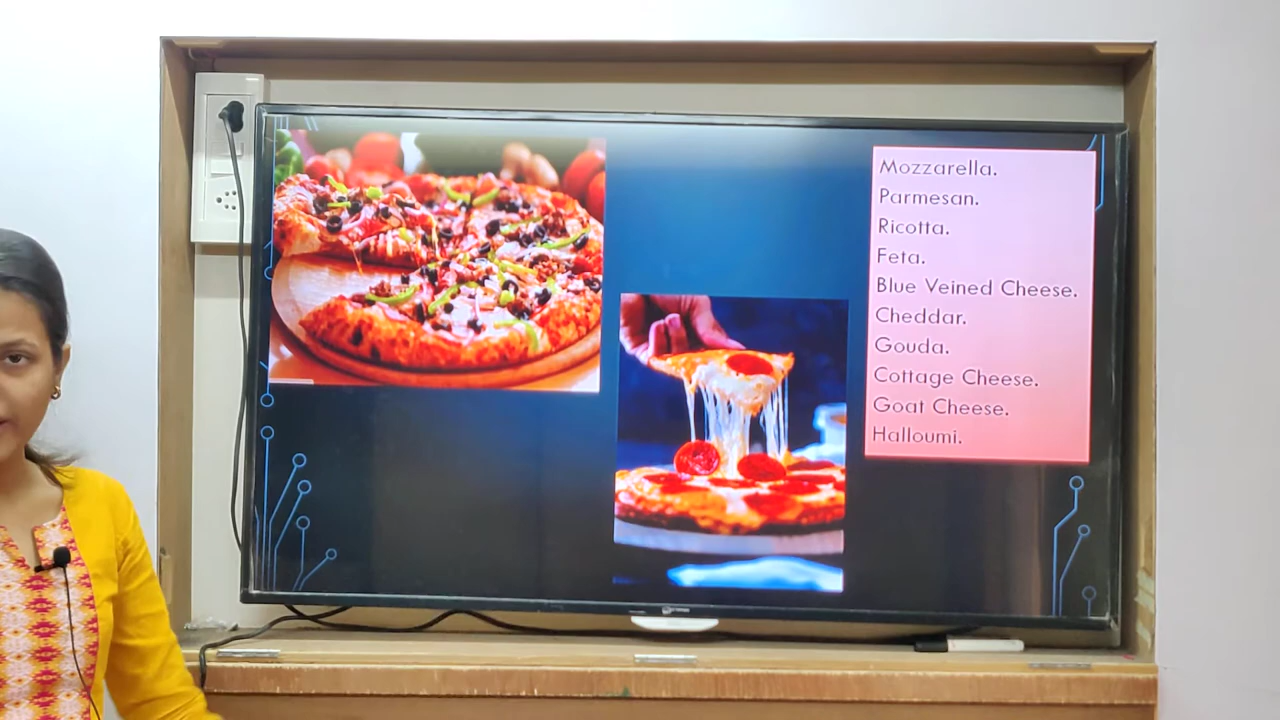 Mozzarella.
Parmesan.
Ricotta.
Feta.
Blue Veined Cheese.
Cheddar.
Gouda.
Cottage Cheese.
Goat Cheese.
Halloumi.